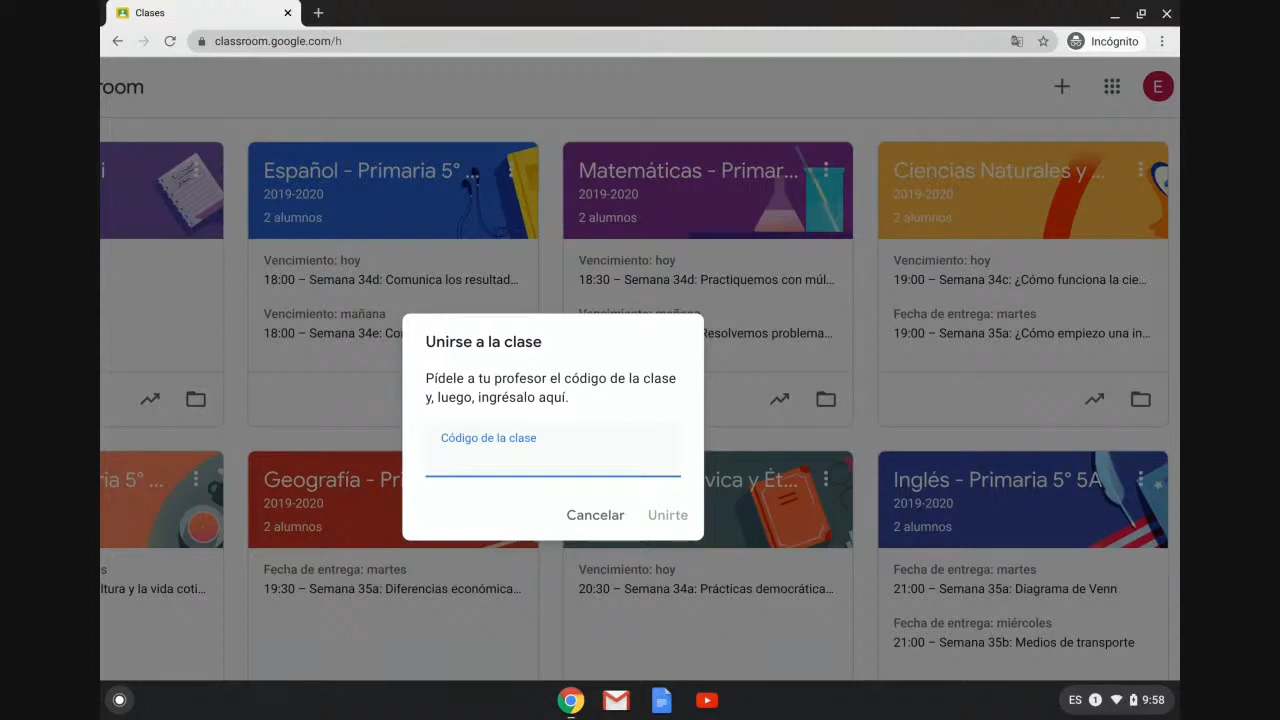 Clases
classroom.google.com/h
Incógnito
room
E
i
Español - Primaria 5° ...
2019-2020
2 alumnos
Matemáticas - Primar...
2019-2020
2 alumnos
Ciencias Naturales y ...
2019-2020
2 alumnos
Vencimiento: hoy
18:00 – Semana 34d: Comunica los resultad...
Vencimiento: mañana
18:00 – Semana 34e: Co
Vencimiento: hoy
18:30 – Semana 34d: Practiquemos con múl...
Vencimiento: mañana
Resolvemos problema...
Vencimiento: hoy
19:00 – Semana 34c: ¿Cómo funciona la cie...
Fecha de entrega: martes
19:00 – Semana 35a: ¿Cómo empiezo una in...
Unirse a la clase
Pídele a tu profesor el código de la clase
y, luego, ingrésalo aquí.
Código de la clase
Cancelar
Unirte
ria 5° ...
Geografía - Pri
2019-2020
2 alumnos
vica y Ét...
Inglés - Primaria 5° 5A
2019-2020
2 alumnos
s
ltura y la vida coti...
Fecha de entrega: martes
19:30 – Semana 35a: Diferencias económica...
Vencimiento: hoy
20:30 – Semana 34a: Prácticas democrática...
Fecha de entrega: martes
21:00 – Semana 35a: Diagrama de Venn
Fecha de entrega: miércoles
21:00 – Semana 35b: Medios de transporte
ES
1
9:58